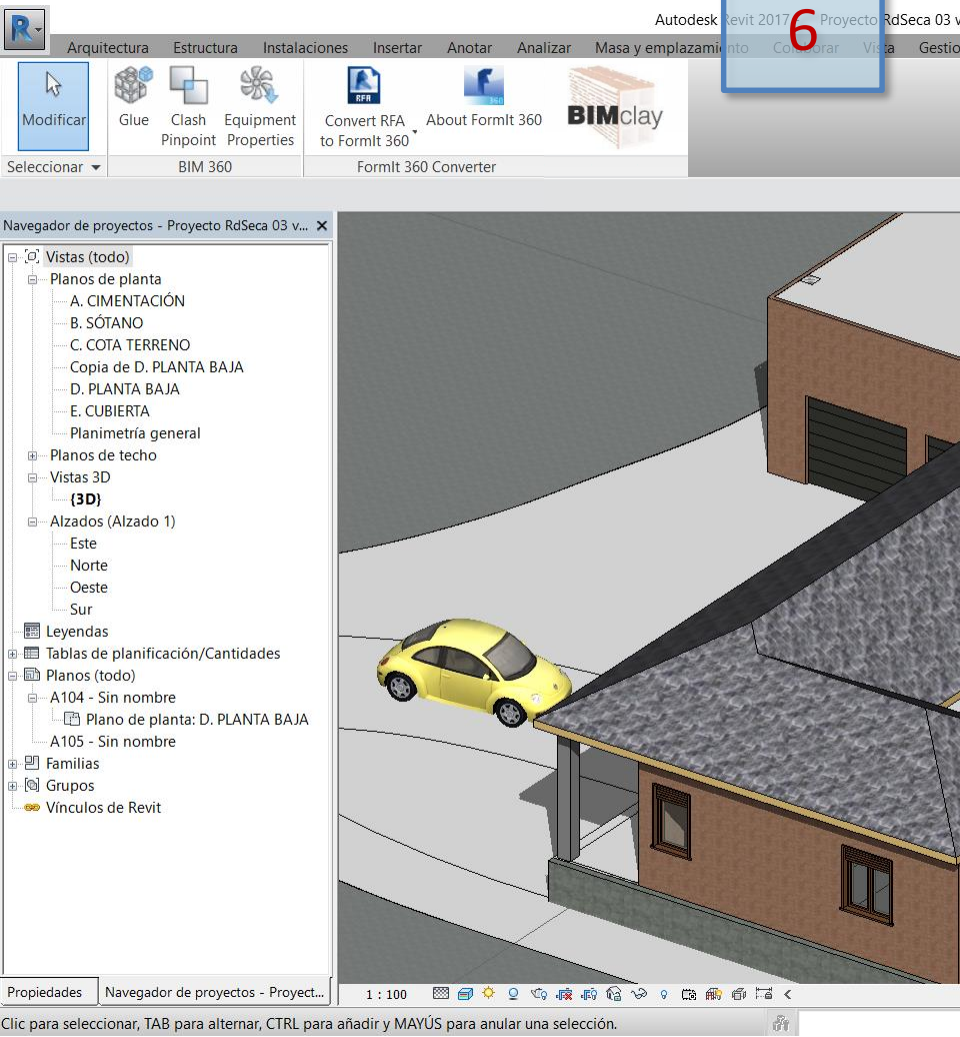 Autodesk Revit 2017 Proyecto RdSeca 03 v
6
Arquitectura Estructura Instalaciones Insertar Anotar Analizar Masa y emplazamiento Colaborar Vista Gestio
Modificar
Glue
Clash Pinpoint
Equipment Properties
Convert RFA to FormIt 360
About FormIt 360
RFA
360
BIMclay
Seleccionar
BIM 360
FormIt 360 Converter
Navegador de proyectos - Proyecto RdSeca 03 v...
Vistas (todo)
Planos de planta
A. CIMENTACIÓN
B. SÓTANO
C. COTA TERRENO
Copia de D. PLANTA BAJA
D. PLANTA BAJA
E. CUBIERTA
Planimetría general
Planos de techo
Vistas 3D
{3D}
Alzados (Alzado 1)
Este
Norte
Oeste
Sur
Leyendas
Tablas de planificación/Cantidades
Planos (todo)
A104 - Sin nombre
Plano de planta: D. PLANTA BAJA
A105 - Sin nombre
Familias
Grupos
Vínculos de Revit
Propiedades
Navegador de proyectos - Proyect...
1 : 100
Clic para seleccionar, TAB para alternar, CTRL para añadir y MAYÚS para anular una selección.